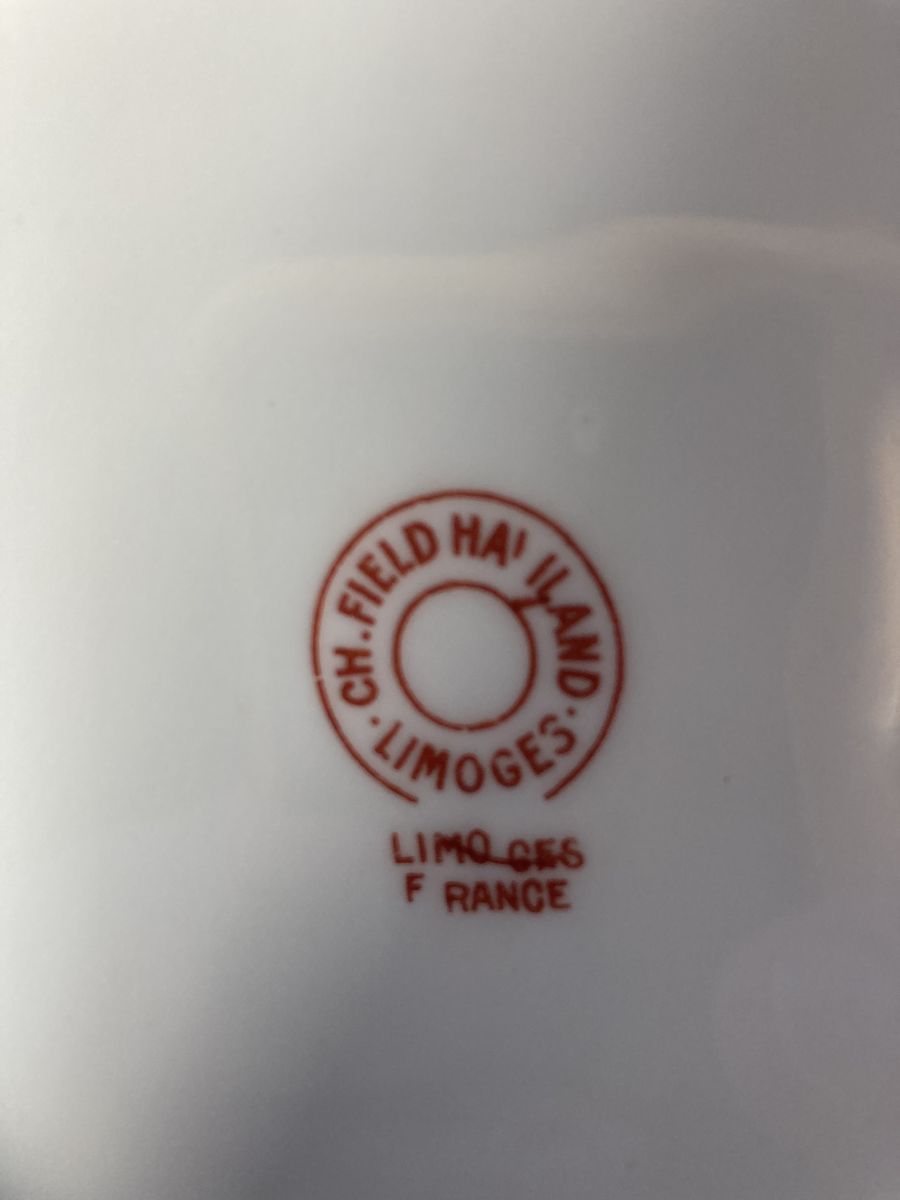 CH. FIELD HAVILAND
· LIMOGES ·
LIMOGES
FRANCE